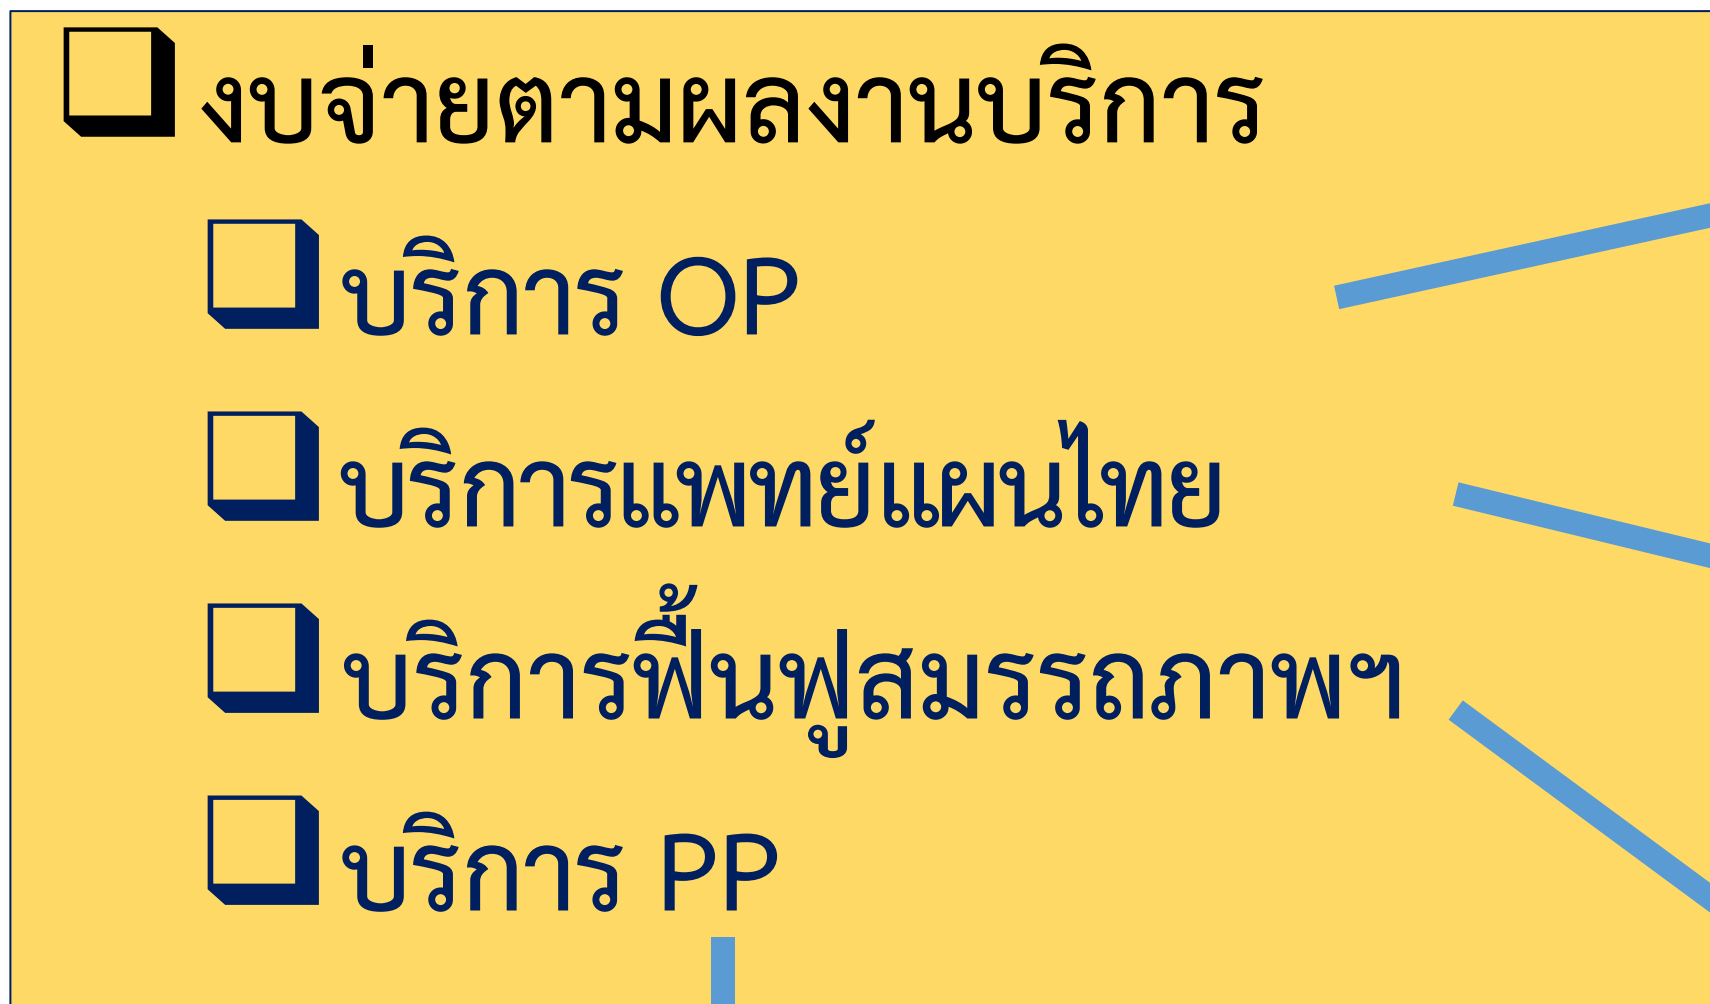 งบจ่ายตามผลงานบริการ
บริการ OP
บริการแพทย์แผนไทย
บริการฟื้นฟูสมรรถภาพฯ
บริการ PP